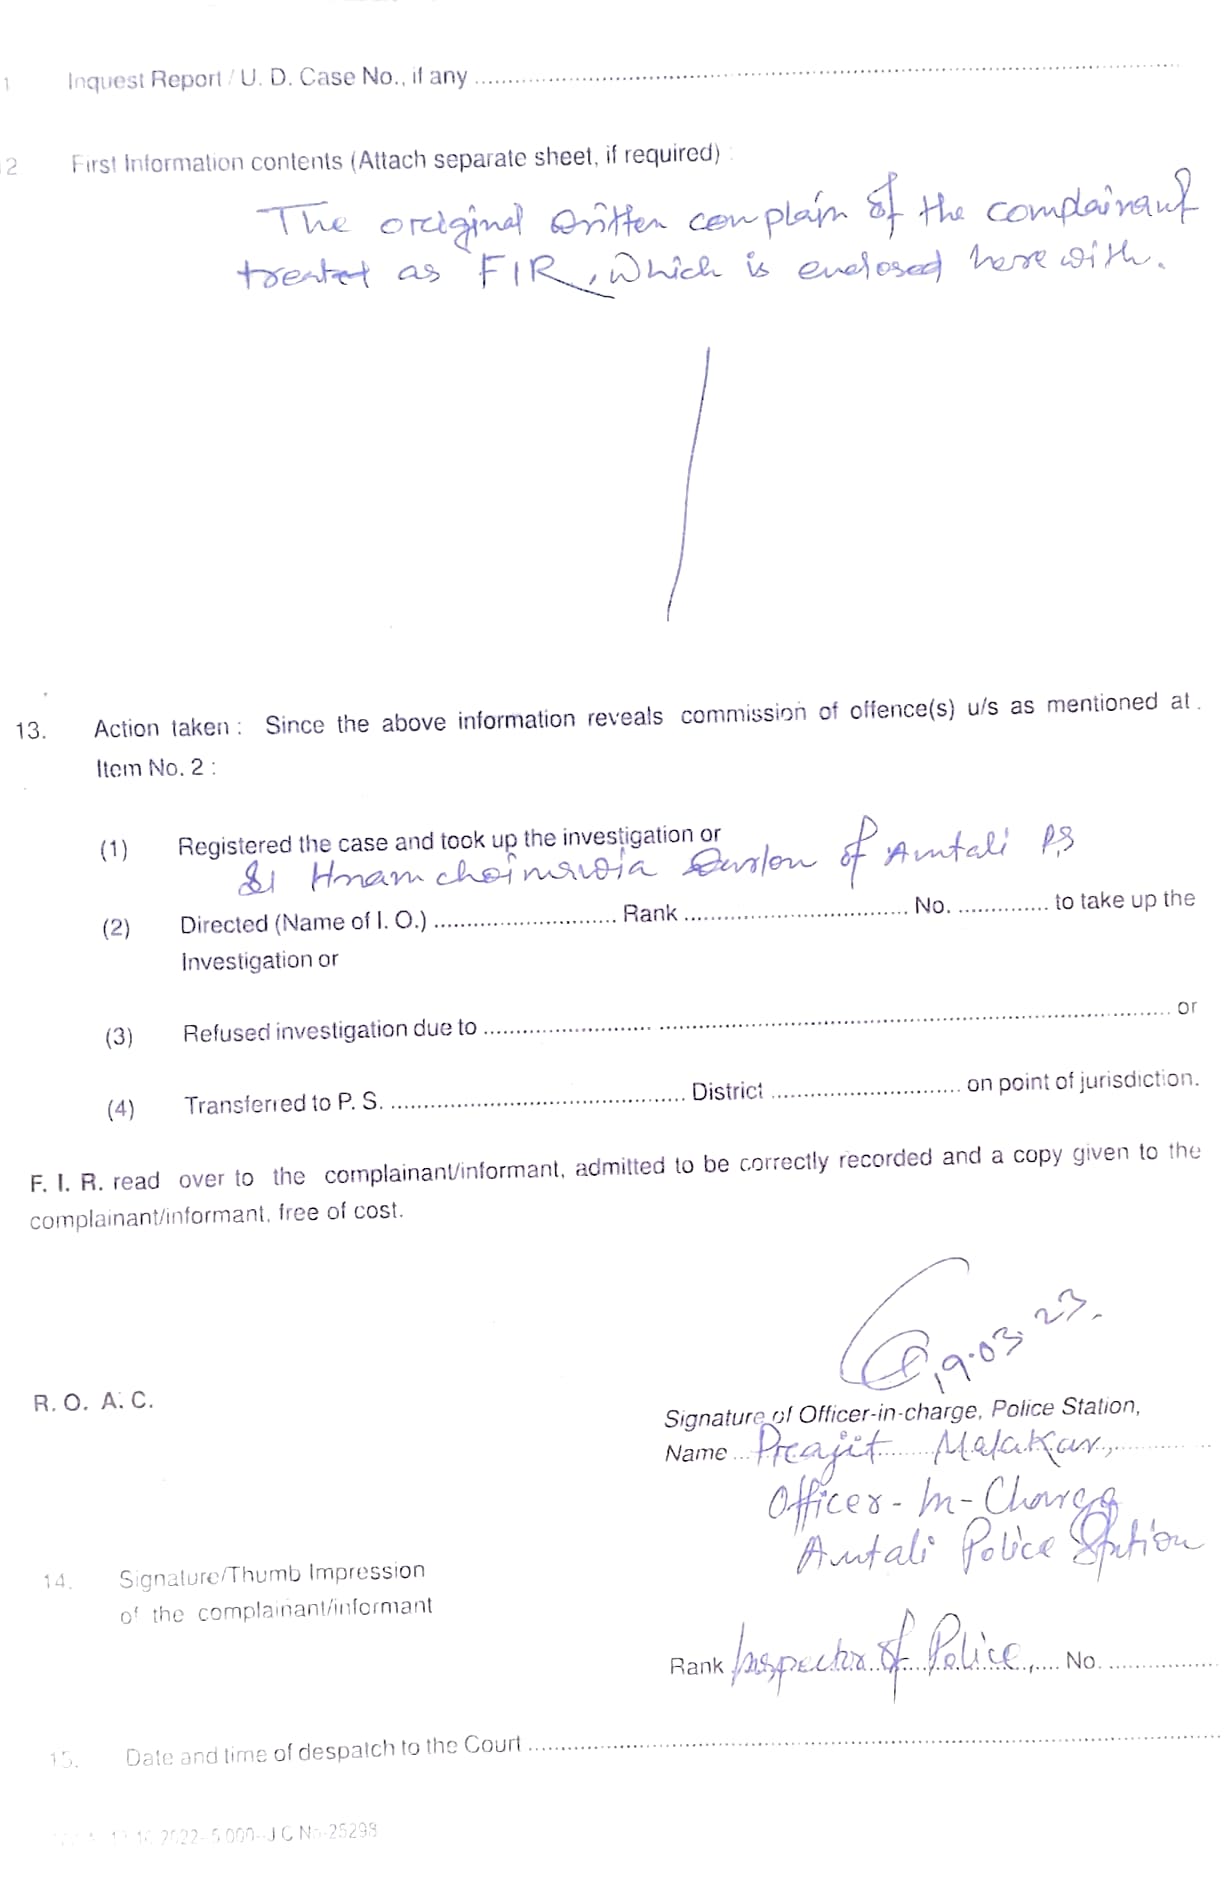 1 Inquest Report / U. D. Case No., if any ..........
12 First Information contents (Attach separate sheet, if required) :
The original written complain of the complainant
treated as FIR, which is enclosed herewith.
13. Action taken : Since the above information reveals commission of offence(s) u/s as mentioned at.
Item No. 2 :
(1) Registered the case and took up the investigation or
SI Hnamchoimawia Darlon of Amtali P.S
(2) Directed (Name of I. O.) .......... Rank .......... No. .......... to take up the
Investigation or
(3) Refused investigation due to .......... or
(4) Transferred to P. S. .......... District .......... on point of jurisdiction.
F. I. R. read over to the complainant/informant, admitted to be correctly recorded and a copy given to the
complainant/informant, free of cost.
19.03.23.
R. O. A. C.
Signature of Officer-in-charge, Police Station,
Name ... Prajit Malakar,
Officer-In-Charge
Amtali Police Station
14. Signature/Thumb Impression
of the complainant/informant
Rank Inspector of Police, .... No. ..........
15. Date and time of despatch to the Court ..........
2022--5,000--J C No-25298